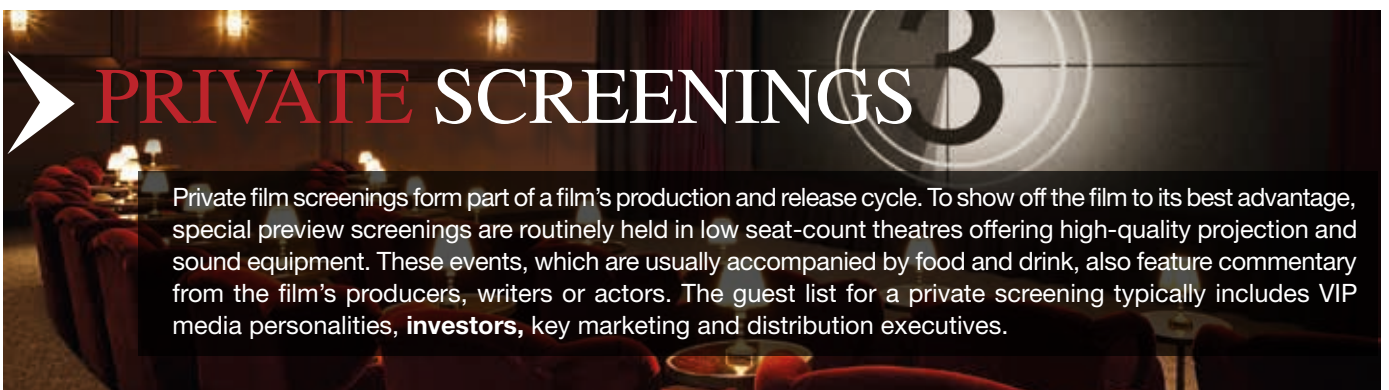 3
PRIVATE SCREENINGS
Private film screenings form part of a film's production and release cycle. To show off the film to its best advantage,
special preview screenings are routinely held in low seat-count theatres offering high-quality projection and
sound equipment. These events, which are usually accompanied by food and drink, also feature commentary
from the film's producers, writers or actors. The guest list for a private screening typically includes VIP
media personalities, investors, key marketing and distribution executives.